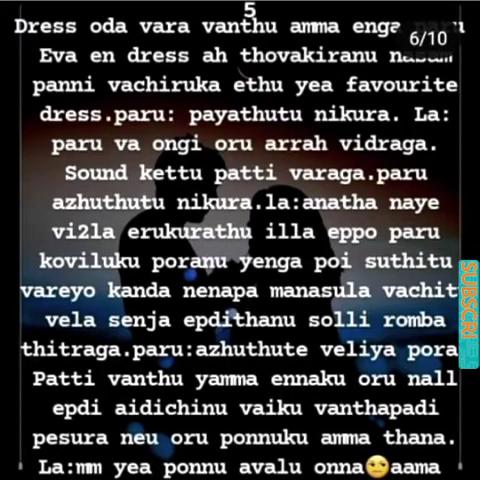 5
Dress oda vara vanthu amma enga paru
6/10
Eva en dress ah thovakiranu nasam
panni vachiruka ethu yea favourite
dress.paru: payathutu nikura. La:
paru va ongi oru arrah vidraga.
Sound kettu patti varaga.paru
azhuthutu nikura.la:anatha naye
vi2la erukurathu illa eppo paru
koviluku poranu yenga poi suthitu
vareyo kanda nenapa manasula vachit
vela senja epdithanu solli romba
thitraga.paru:azhuthute veliya pora
Patti vanthu yamma ennaku oru nall
epdi aidichinu vaiku vanthapadi
pesura neu oru ponnuku amma thana.
La:mm yea ponnu avalu onna😒aama
SUBSCRI